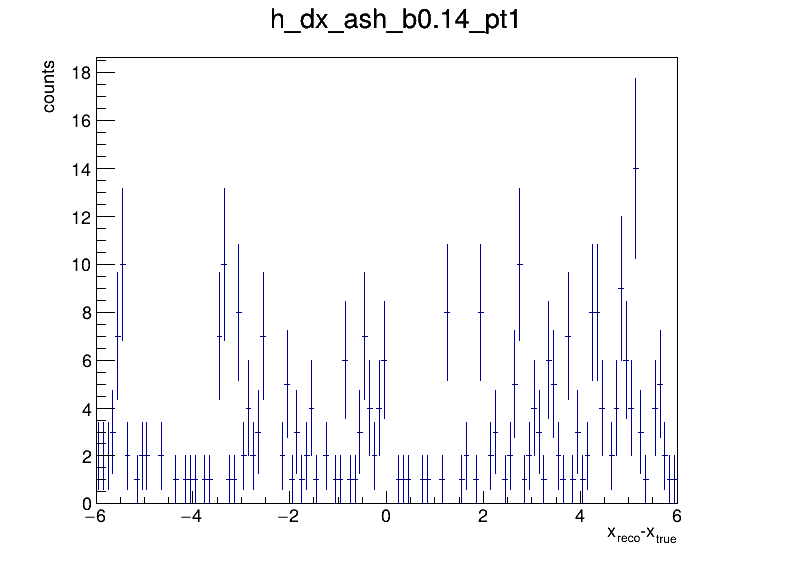 h_dx_ash_b0.14_pt1
counts
18
16
14
12
10
8
6
4
2
0
−6 −4 −2 0 2 4 6
x_reco-x_true